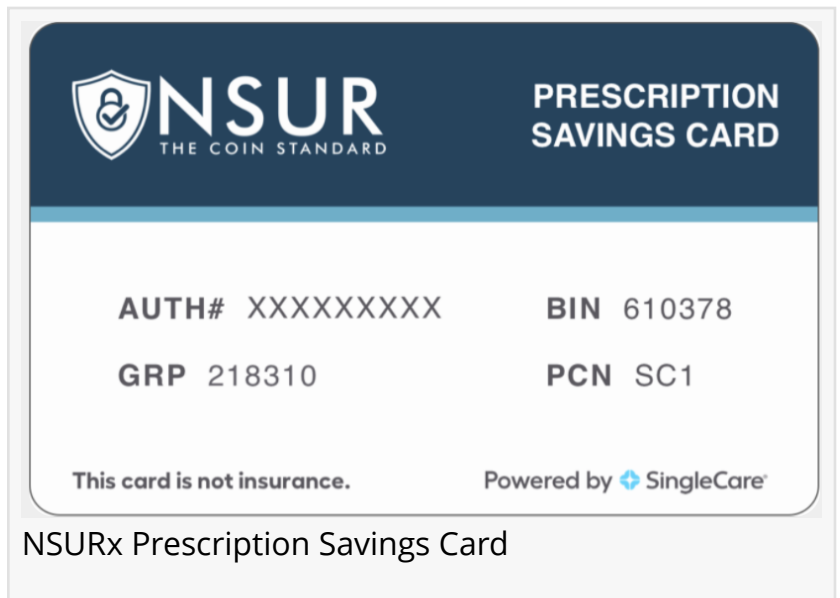 NSUR
THE COIN STANDARD
PRESCRIPTION
SAVINGS CARD
AUTH# XXXXXXXXX
BIN 610378
GRP 218310
PCN SC1
This card is not insurance.
Powered by SingleCare
NSURx Prescription Savings Card